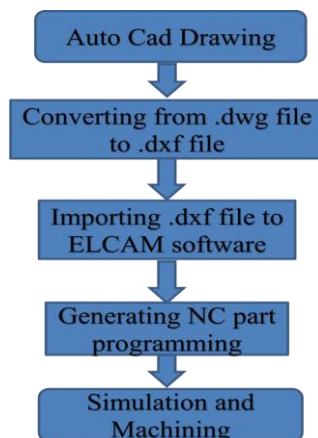 Auto Cad Drawing
Converting from .dwg file
to .dxf file
Importing .dxf file to
ELCAM software
Generating NC part
programming
Simulation and
Machining